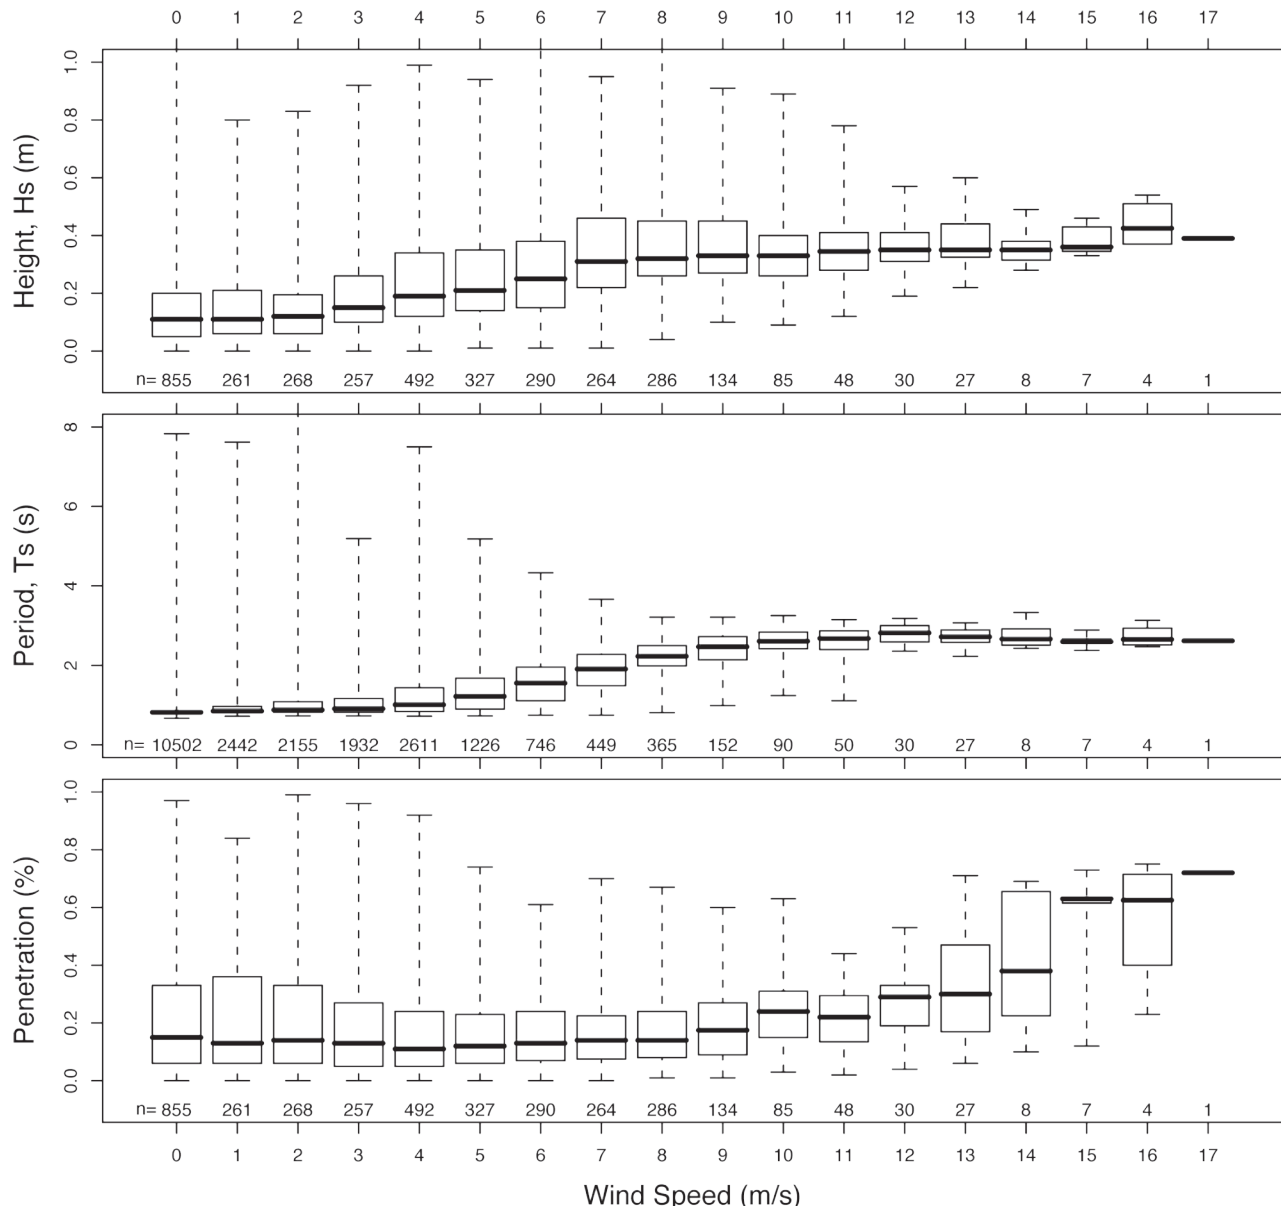 0 1 2 3 4 5 6 7 8 9 10 11 12 13 14 15 16 17
Height, Hs (m)
1.0
0.8
0.6
0.4
0.2
0.0
n= 855 261 268 257 492 327 290 264 286 134 85 48 30 27 8 7 4 1
Period, Ts (s)
8
6
4
2
0
n= 10502 2442 2155 1932 2611 1226 746 449 365 152 90 50 30 27 8 7 4 1
Penetration (%)
1.0
0.8
0.6
0.4
0.2
0.0
n= 855 261 268 257 492 327 290 264 286 134 85 48 30 27 8 7 4 1
0 1 2 3 4 5 6 7 8 9 10 11 12 13 14 15 16 17
Wind Speed (m/s)